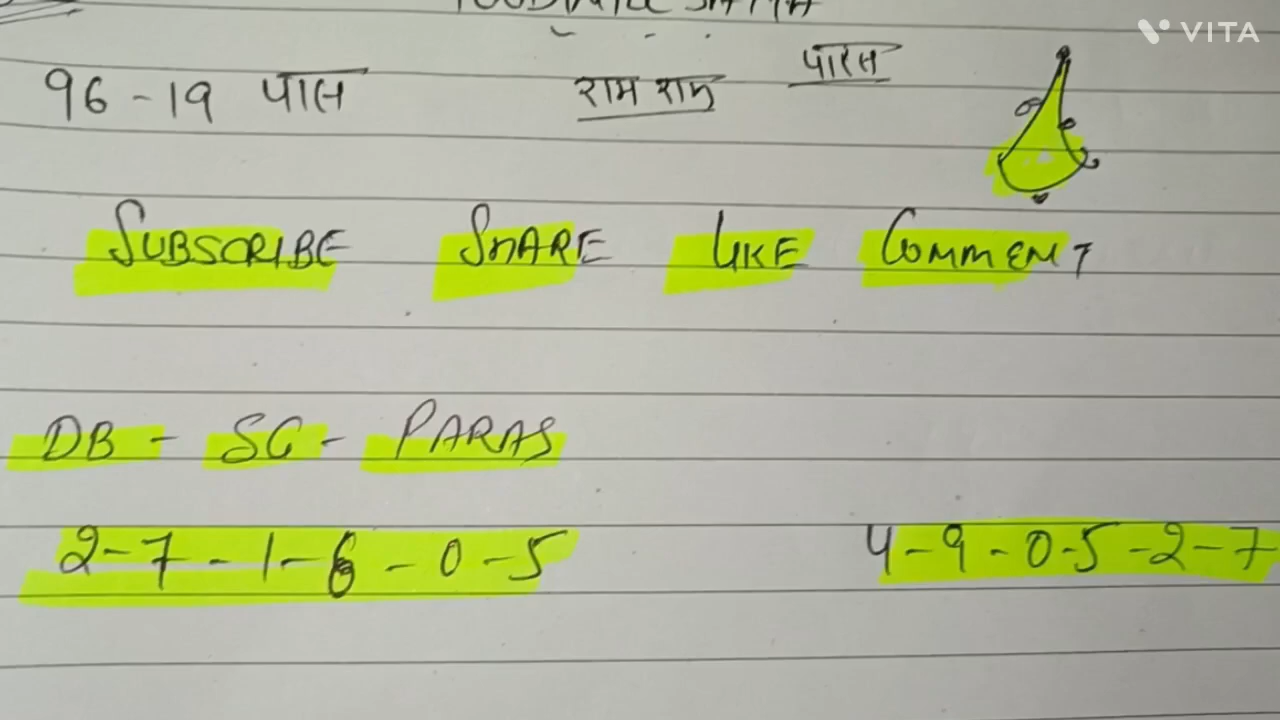 VITA
96 - 19 पास राम राम पारस
SUBSCRIBE SHARE LIKE COMMENT
DB - SG - PARAS
2-7-1-6-0-5 4-9-0-5-2-7